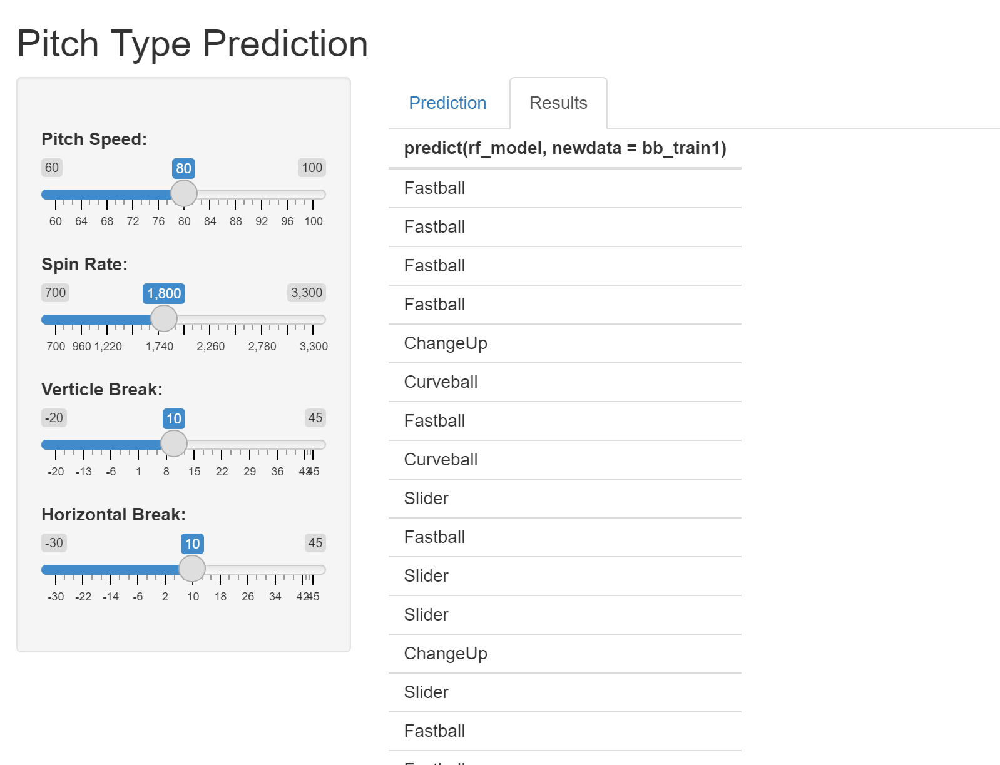 Pitch Type Prediction
Pitch Speed:
60 80 100
60 64 68 72 76 80 84 88 92 96 100
Spin Rate:
700 1,800 3,300
700 960 1,220 1,740 2,260 2,780 3,300
Verticle Break:
-20 10 45
-20 -13 -6 1 8 15 22 29 36 43 45
Horizontal Break:
-30 10 45
-30 -22 -14 -6 2 10 18 26 34 42 45
Prediction Results
predict(rf_model, newdata = bb_train1)
Fastball
Fastball
Fastball
Fastball
ChangeUp
Curveball
Fastball
Curveball
Slider
Fastball
Slider
Slider
ChangeUp
Slider
Fastball